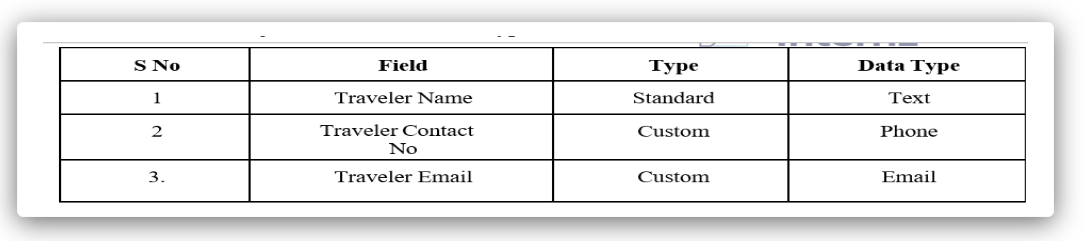 S No Field Type Data Type
1 Traveler Name Standard Text
2 Traveler Contact Custom Phone
No
3. Traveler Email Custom Email